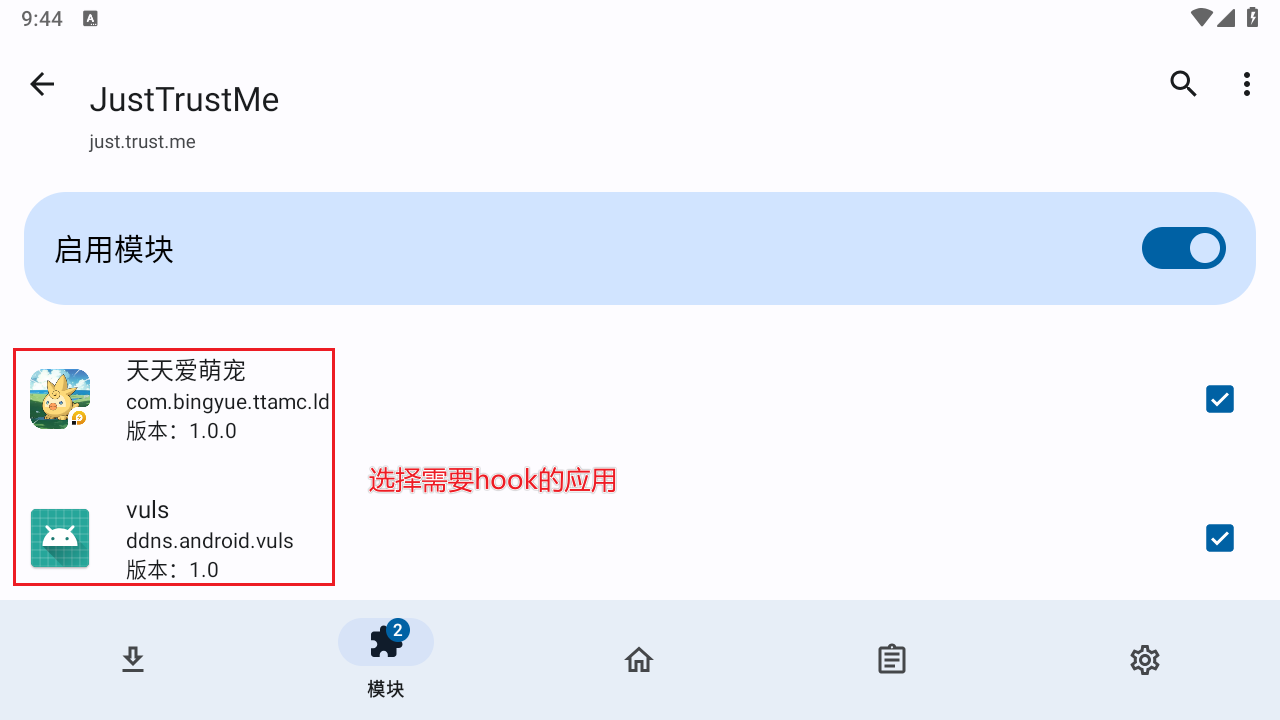 9:44
JustTrustMe
just.trust.me
启用模块
天天爱萌宠
com.bingyue.ttamc.ld
版本：1.0.0
选择需要hook的应用
vuls
ddns.android.vuls
版本：1.0
2
模块